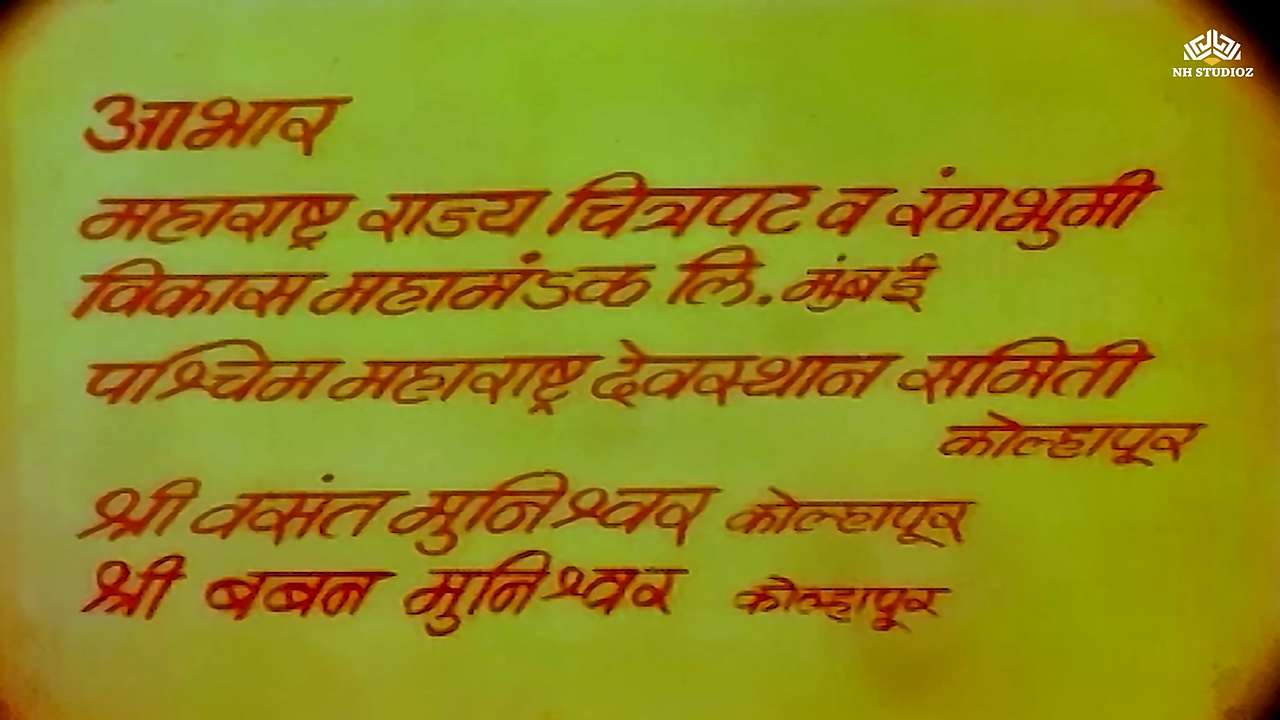 NH STUDIOZ
आभार
महाराष्ट्र राज्य चित्रपट व रंगभुमी
विकास महामंडळ लि. मुंबई
पश्चिम महाराष्ट्र देवस्थान समिती
कोल्हापूर
श्री वसंत मुनिश्वर कोल्हापूर
श्री बबन मुनिश्वर कोल्हापूर